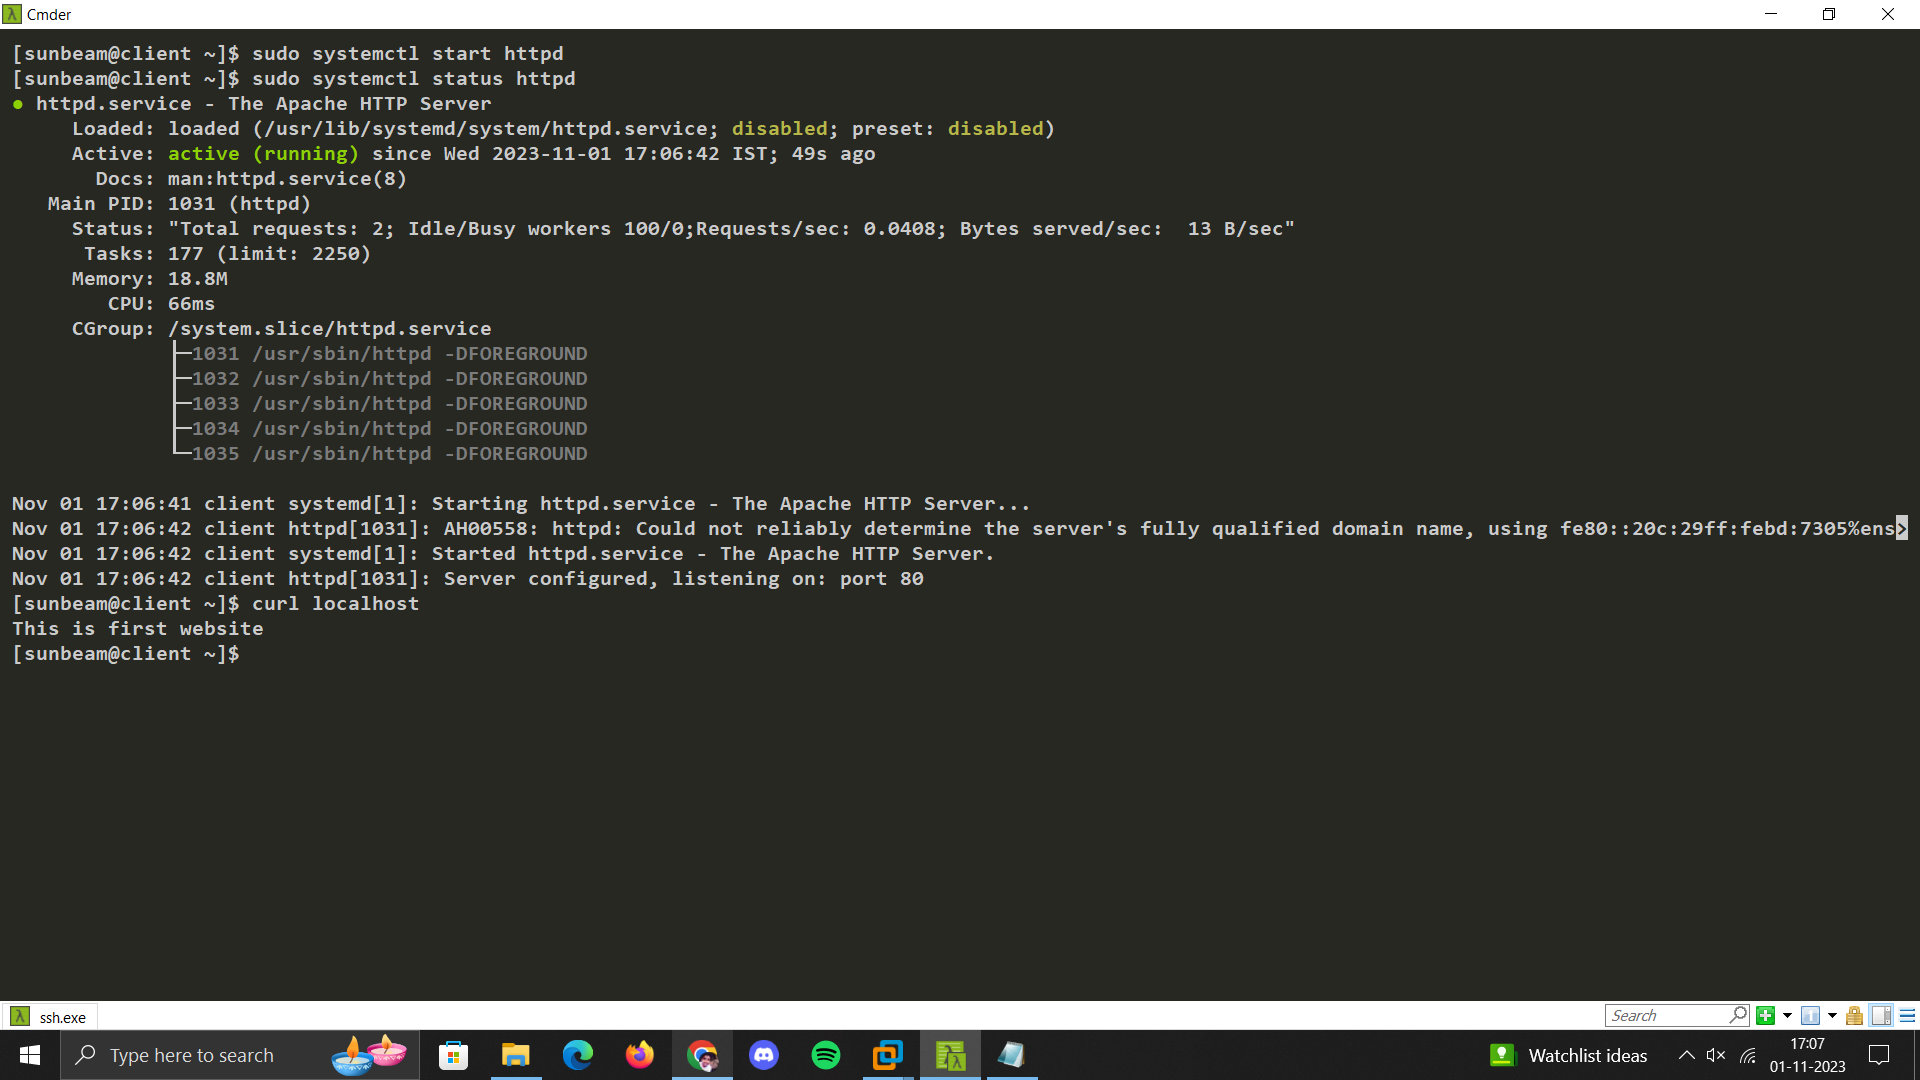 Cmder
[sunbeam@client ~]$ sudo systemctl start httpd
[sunbeam@client ~]$ sudo systemctl status httpd
● httpd.service - The Apache HTTP Server
Loaded: loaded (/usr/lib/systemd/system/httpd.service; disabled; preset: disabled)
Active: active (running) since Wed 2023-11-01 17:06:42 IST; 49s ago
Docs: man:httpd.service(8)
Main PID: 1031 (httpd)
Status: "Total requests: 2; Idle/Busy workers 100/0;Requests/sec: 0.0408; Bytes served/sec:  13 B/sec"
Tasks: 177 (limit: 2250)
Memory: 18.8M
CPU: 66ms
CGroup: /system.slice/httpd.service
├─1031 /usr/sbin/httpd -DFOREGROUND
├─1032 /usr/sbin/httpd -DFOREGROUND
├─1033 /usr/sbin/httpd -DFOREGROUND
├─1034 /usr/sbin/httpd -DFOREGROUND
└─1035 /usr/sbin/httpd -DFOREGROUND
Nov 01 17:06:41 client systemd[1]: Starting httpd.service - The Apache HTTP Server...
Nov 01 17:06:42 client httpd[1031]: AH00558: httpd: Could not reliably determine the server's fully qualified domain name, using fe80::20c:29ff:febd:7305%ens>
Nov 01 17:06:42 client systemd[1]: Started httpd.service - The Apache HTTP Server.
Nov 01 17:06:42 client httpd[1031]: Server configured, listening on: port 80
[sunbeam@client ~]$ curl localhost
This is first website
[sunbeam@client ~]$
ssh.exe
Search
Type here to search
Watchlist ideas
17:07
01-11-2023